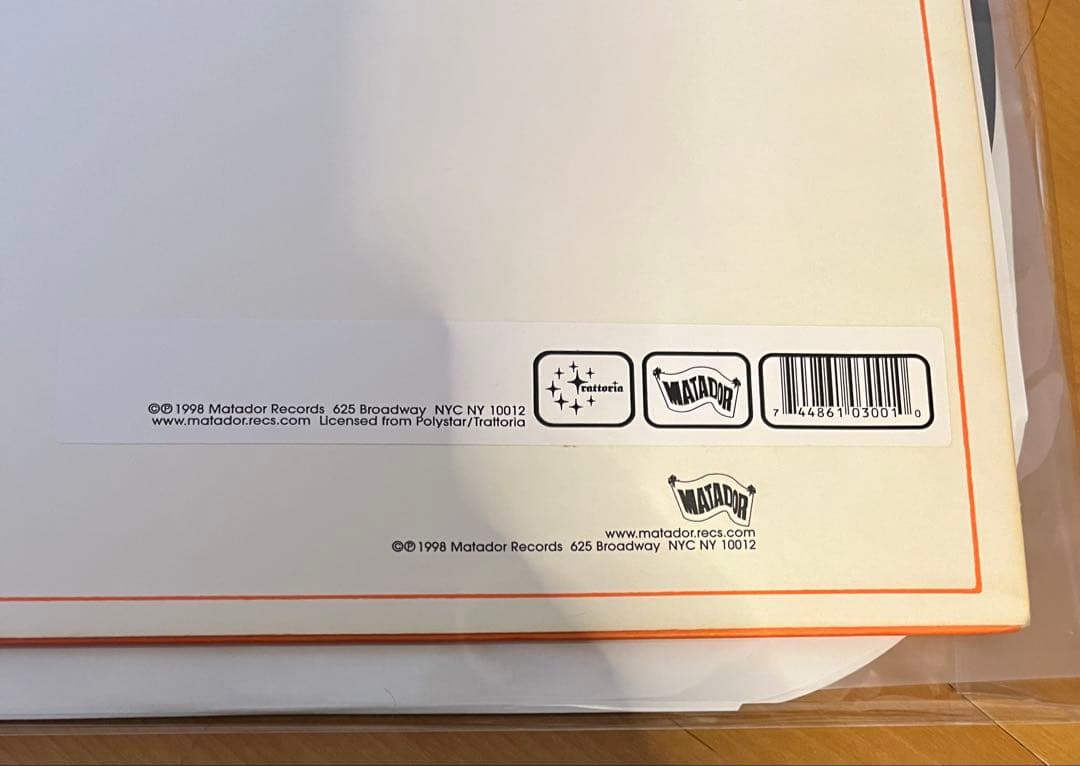 ©℗1998 Matador Records 625 Broadway NYC NY 10012
www.matador.recs.com Licensed from Polystar/Trattoria
Trattoria
MATADOR
7 44861 03001 0
MATADOR
www.matador.recs.com
©℗1998 Matador Records 625 Broadway NYC NY 10012